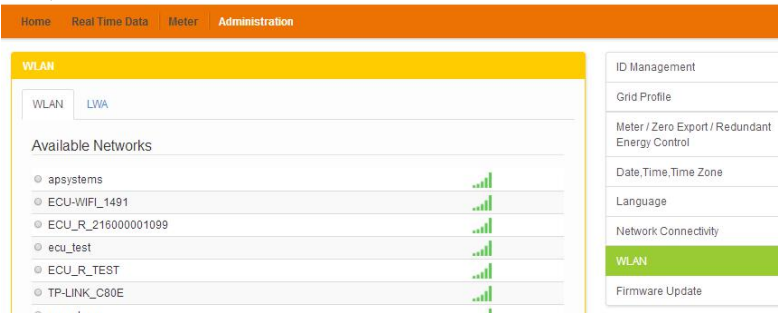 Home Real Time Data Meter Administration
WLAN
WLAN LWA
Available Networks
apsystems
ECU-WIFI_1491
ECU_R_216000001099
ecu_test
ECU_R_TEST
TP-LINK_C80E
ID Management
Grid Profile
Meter / Zero Export / Redundant
Energy Control
Date,Time,Time Zone
Language
Network Connectivity
WLAN
Firmware Update